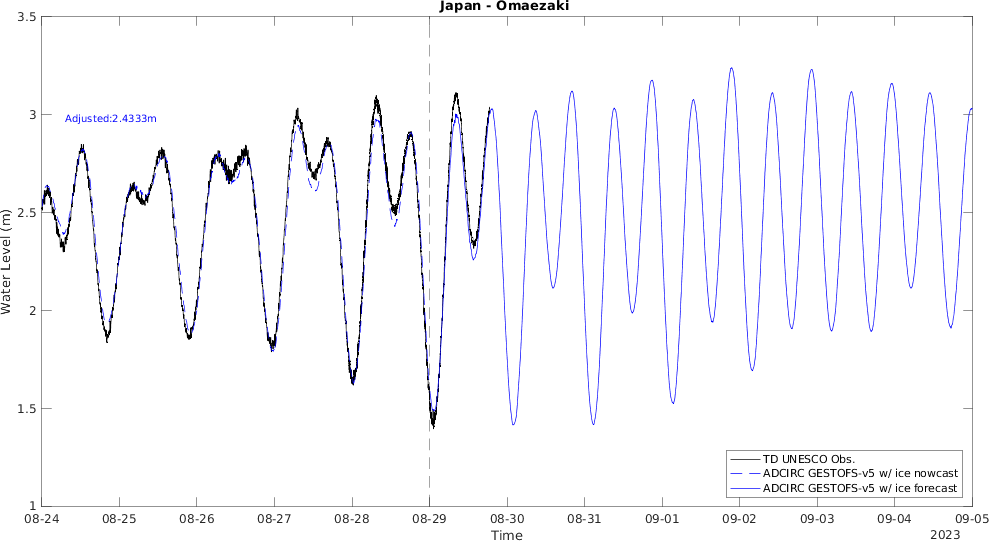 Japan - Omaezaki
3.5
3
2.5
2
1.5
1
Water Level (m)
Adjusted:2.4333m
TD UNESCO Obs.
ADCIRC GESTOFS-v5 w/ ice nowcast
ADCIRC GESTOFS-v5 w/ ice forecast
08-24 08-25 08-26 08-27 08-28 08-29 08-30 08-31 09-01 09-02 09-03 09-04 09-05
Time
2023